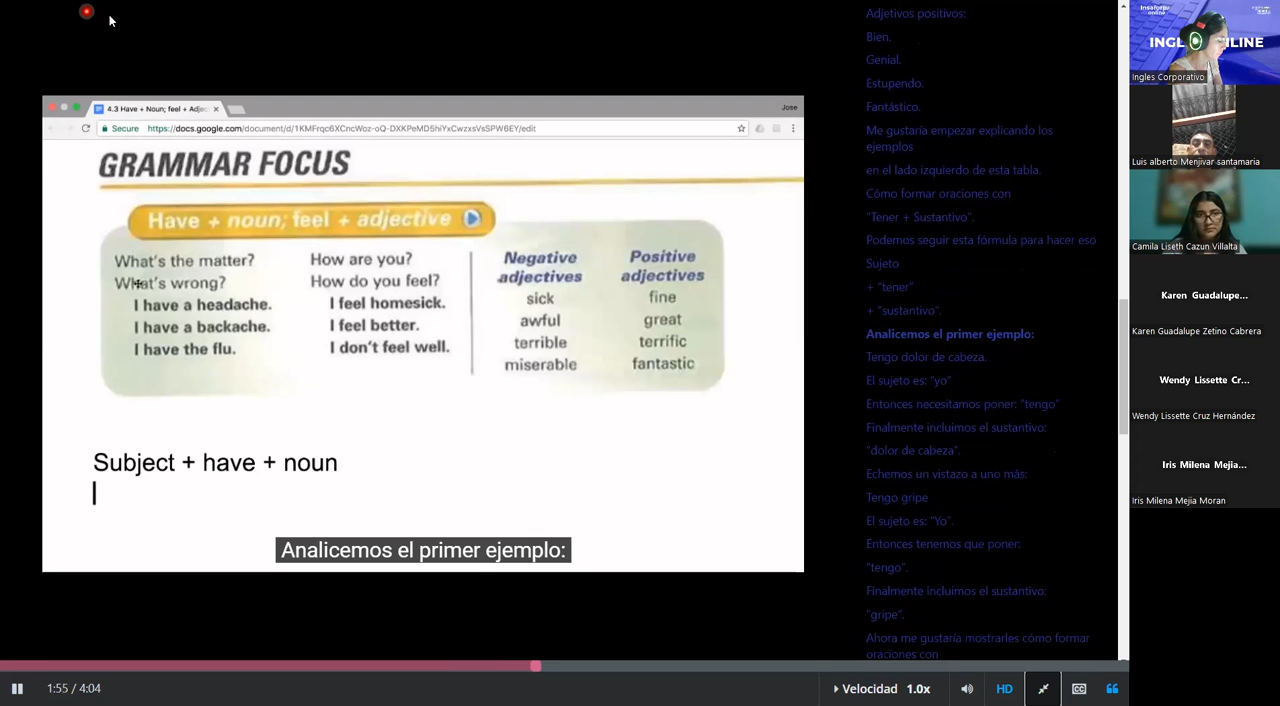 4.3 Have + Noun; feel + Adjec
Jose
Secure
https://docs.google.com/document/d/1KMFrqc6XCncWoz-oQ-DXKPeMD5hiYxCwzxsVsSPW6EY/edit
GRAMMAR FOCUS
Have + noun; feel + adjective
What's the matter?
What's wrong?
I have a headache.
I have a backache.
I have the flu.
How are you?
How do you feel?
I feel homesick.
I feel better.
I don't feel well.
Negative
adjectives
sick
awful
terrible
miserable
Positive
adjectives
fine
great
terrific
fantastic
Subject + have + noun
Analicemos el primer ejemplo:
1:55 / 4:04
Velocidad 1.0x
HD
Adjetivos positivos:
Bien.
Genial.
Estupendo.
Fantástico.
Me gustaría empezar explicando los
ejemplos
en el lado izquierdo de esta tabla.
Cómo formar oraciones con
"Tener + Sustantivo".
Podemos seguir esta fórmula para hacer eso
Sujeto
+ "tener"
+ "sustantivo".
Analicemos el primer ejemplo:
Tengo dolor de cabeza.
El sujeto es: "yo"
Entonces necesitamos poner: "tengo"
Finalmente incluimos el sustantivo:
"dolor de cabeza".
Echemos un vistazo a uno más:
Tengo gripe
El sujeto es: "Yo".
Entonces tenemos que poner:
"tengo".
Finalmente incluimos el sustantivo:
"gripe".
Ahora me gustaría mostrarles cómo formar
oraciones con
Ingles Corporativo
Luis alberto Menjivar santamaria
Camila Liseth Cazun Villalta
Karen Guadalupe...
Karen Guadalupe Zetino Cabrera
Wendy Lissette Cr...
Wendy Lissette Cruz Hernández
Iris Milena Mejia...
Iris Milena Mejia Moran